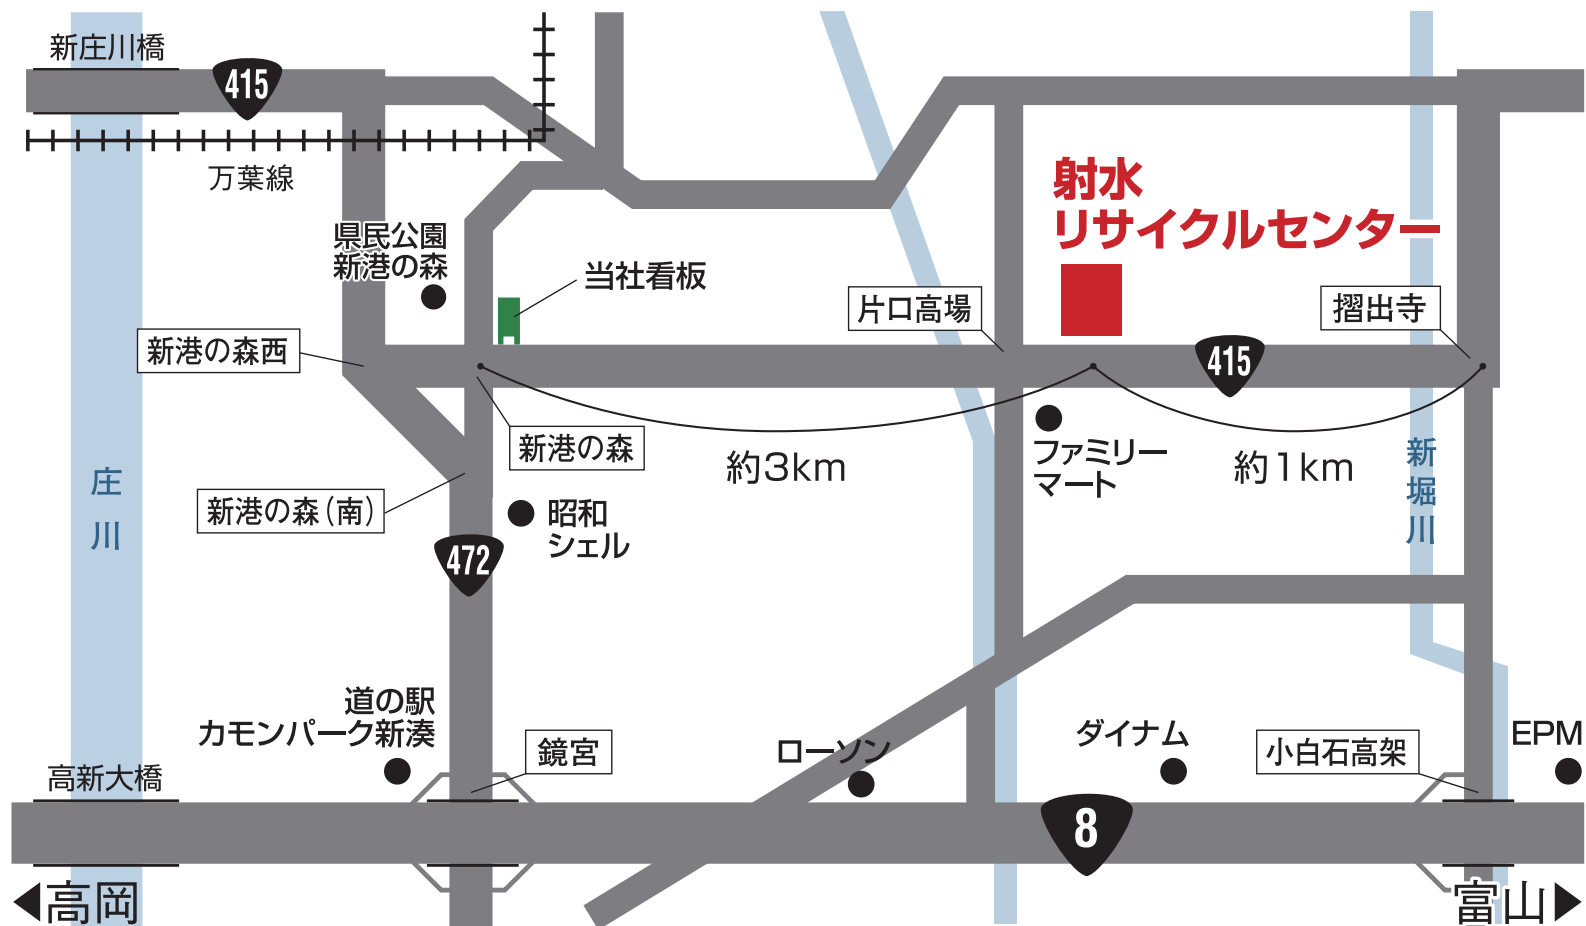 新庄川橋
415
万葉線
射水
リサイクルセンター
県民公園
新港の森
当社看板
片口高場
摺出寺
新港の森西
415
新港の森
ファミリー
マート
約3km
約1km
新堀川
庄川
新港の森(南)
昭和
シェル
472
道の駅
カモンパーク新湊
鏡宮
ローソン
ダイナム
小白石高架
EPM
高新大橋
8
◀高岡
富山▶